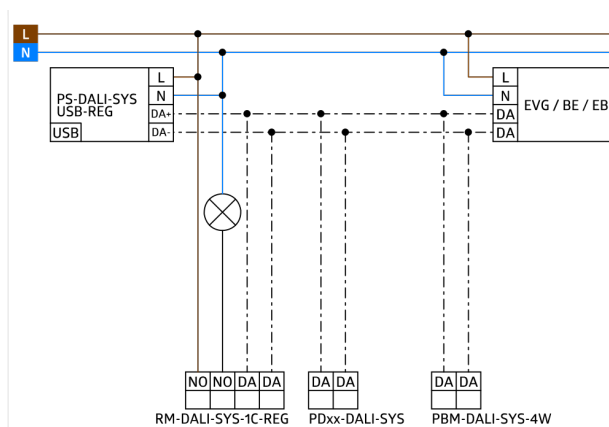 L
N
PS-DALI-SYS
USB-REG
USB
L
N
DA+
DA-
L
N
DA
DA
EVG / BE / EB
NO NO DA DA
DA DA
DA DA
RM-DALI-SYS-1C-REG
PDxx-DALI-SYS
PBM-DALI-SYS-4W